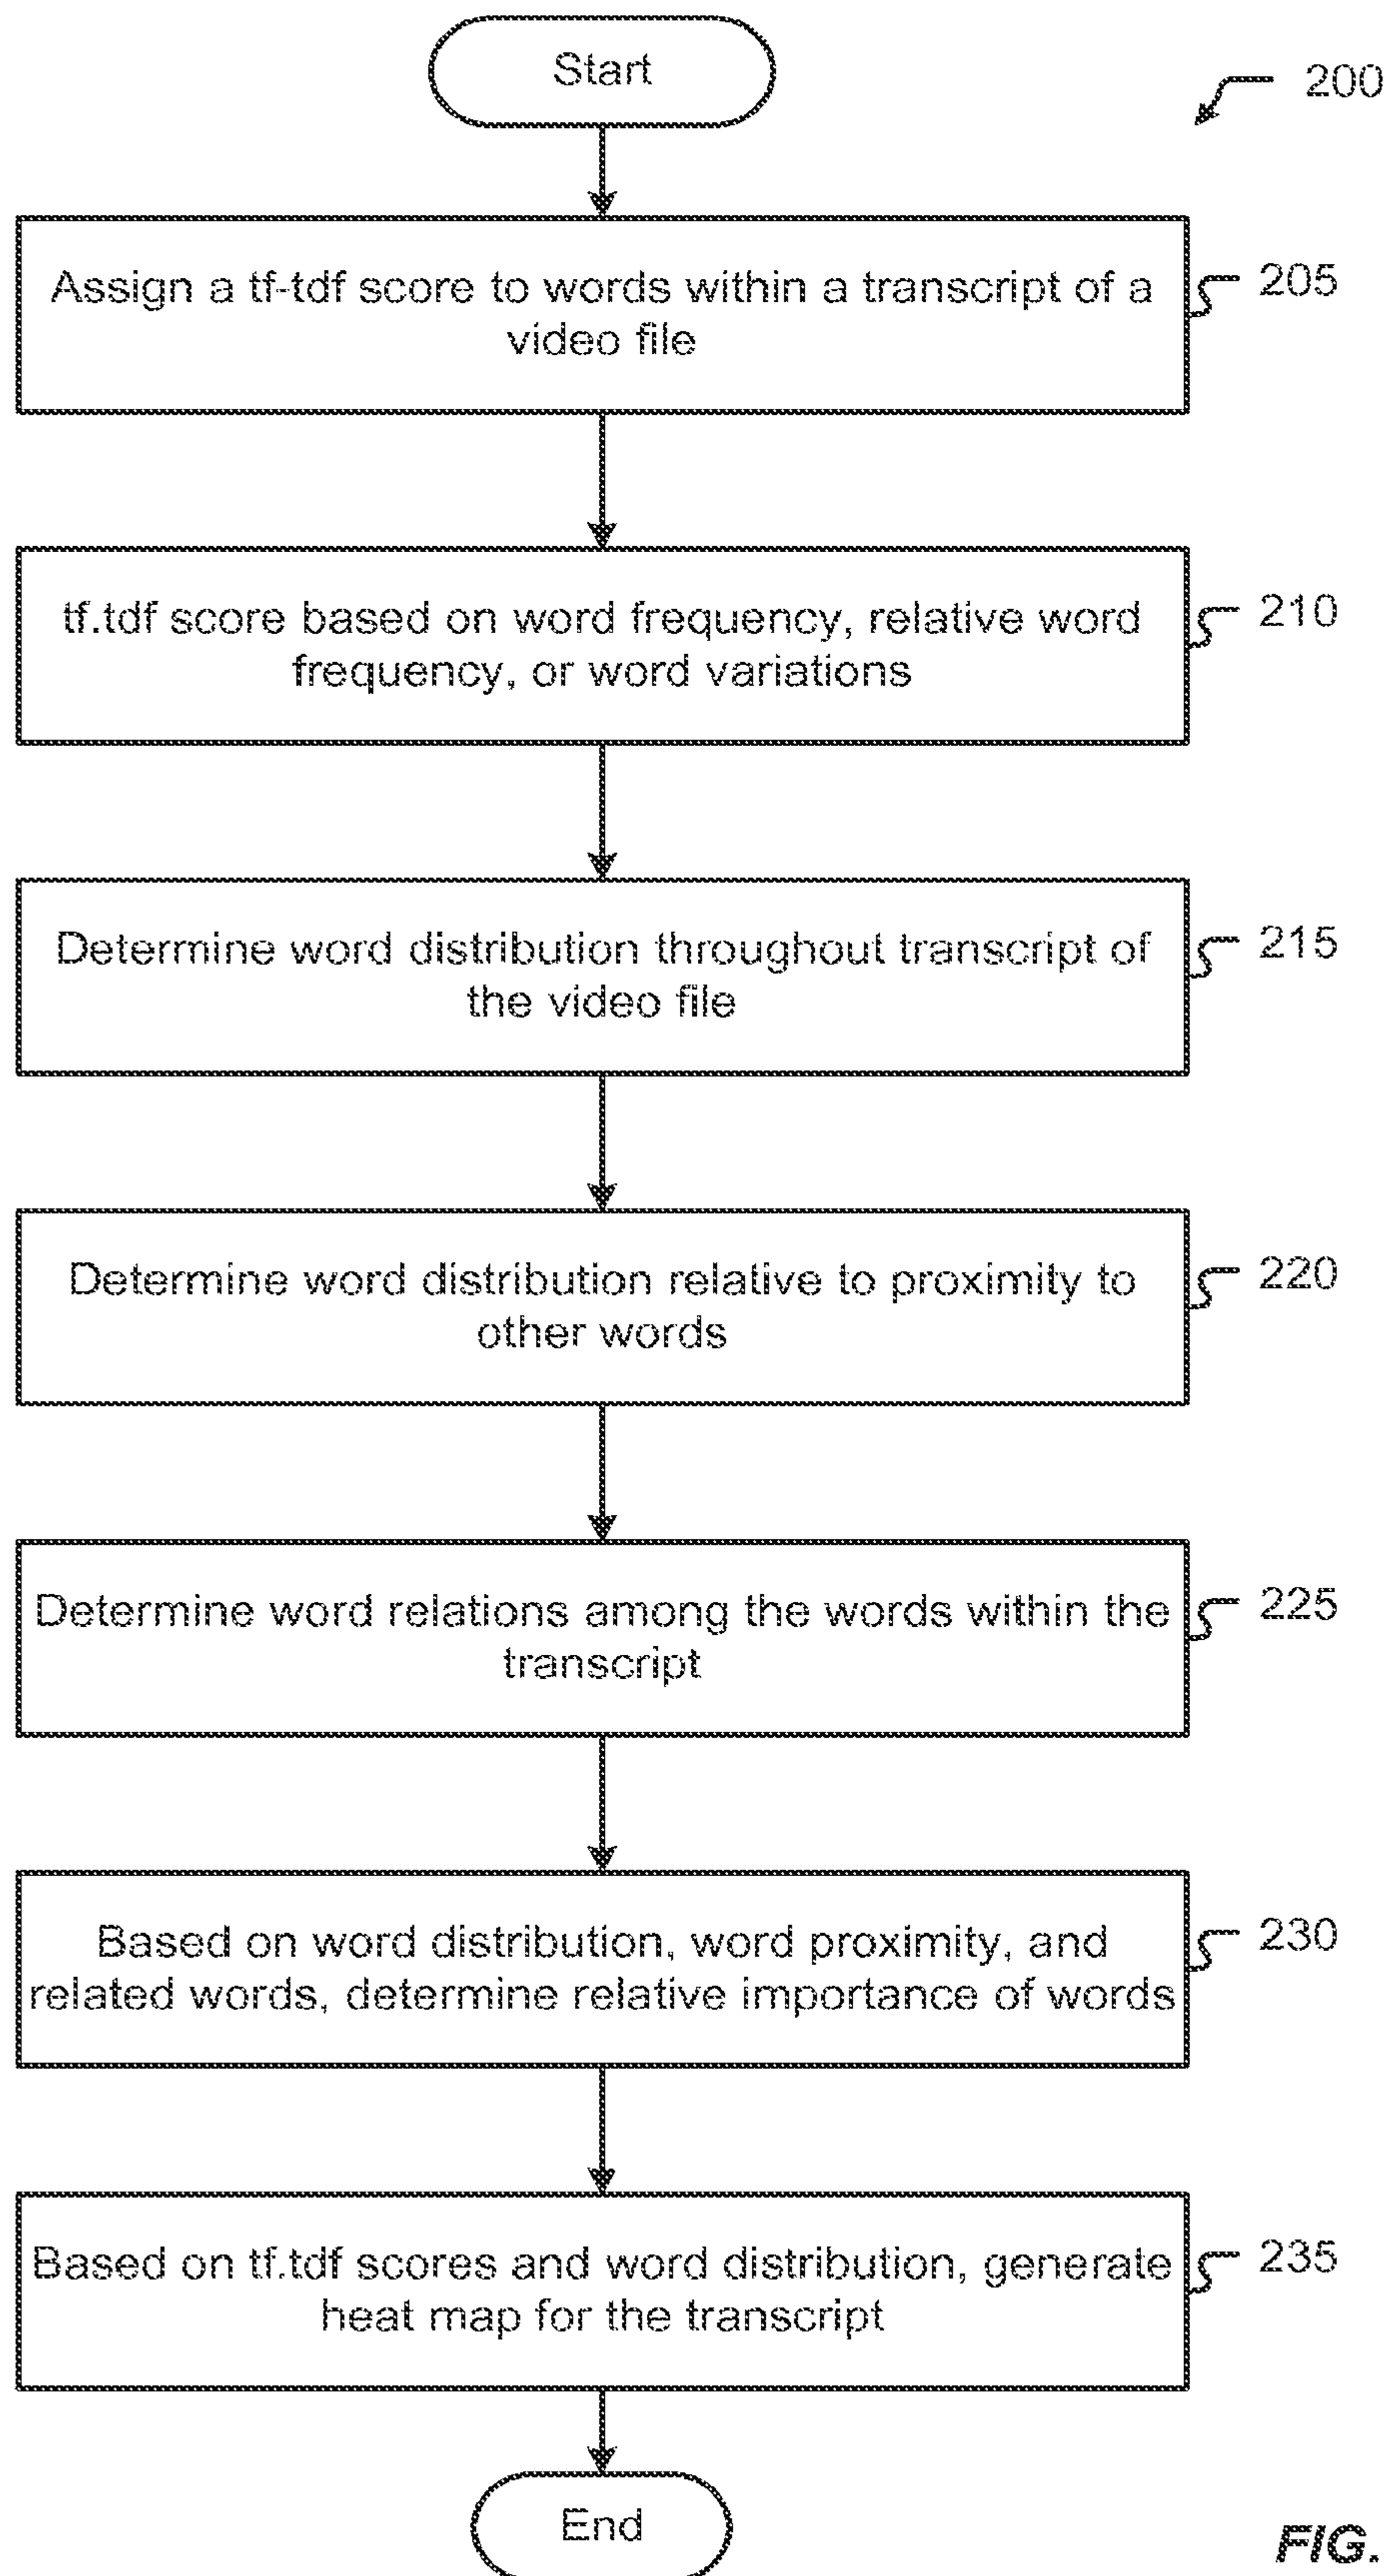 Start
200
Assign a tf-tdf score to words within a transcript of a
video file
205
tf.tdf score based on word frequency, relative word
frequency, or word variations
210
Determine word distribution throughout transcript of
the video file
215
Determine word distribution relative to proximity to
other words
220
Determine word relations among the words within the
transcript
225
Based on word distribution, word proximity, and
related words, determine relative importance of words
230
Based on tf.tdf scores and word distribution, generate
heat map for the transcript
235
End
FIG.